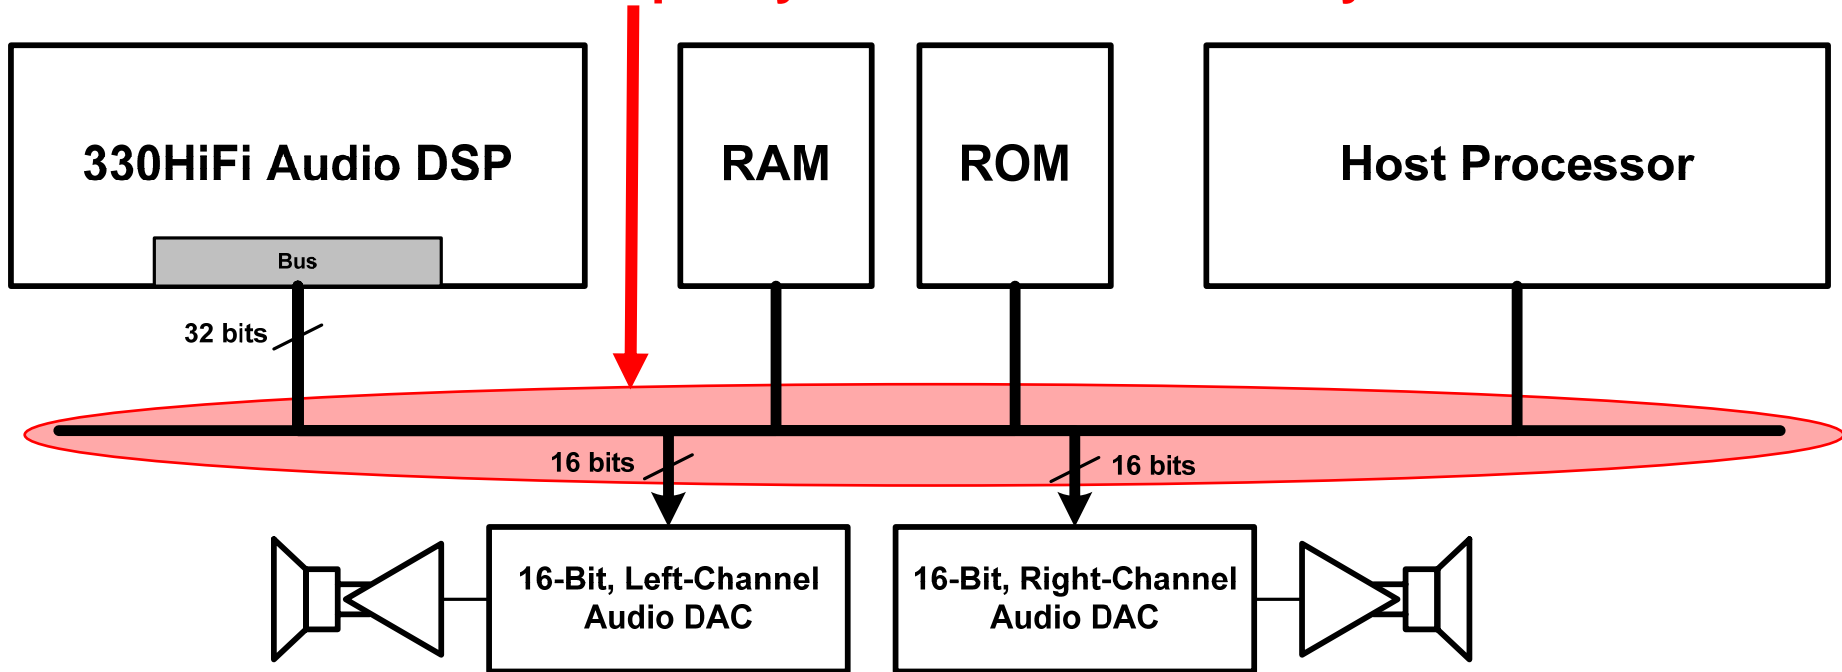 330HiFi Audio DSP
RAM
ROM
Host Processor
Bus
32 bits
16 bits
16 bits
16-Bit, Left-Channel
Audio DAC
16-Bit, Right-Channel
Audio DAC